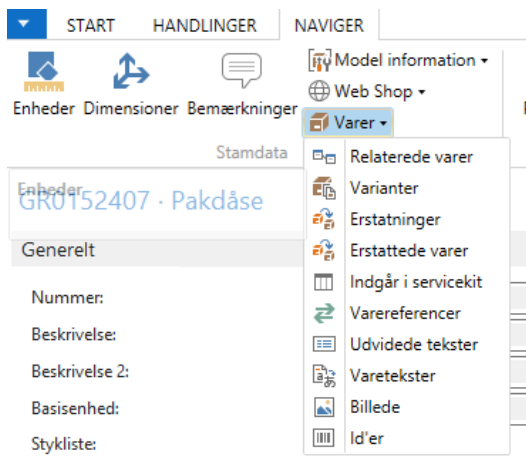 START HANDLINGER NAVIGER
Model information
Web Shop
Enheder Dimensioner Bemærkninger
Varer
Stamdata
Relaterede varer
Varianter
Enheder
GR0152407 · Pakdåse
Erstatninger
Generelt
Erstattede varer
Indgår i servicekit
Nummer:
Varereferencer
Beskrivelse:
Udvidede tekster
Beskrivelse 2:
Varetekster
Basisenhed:
Billede
Stykliste:
Id'er